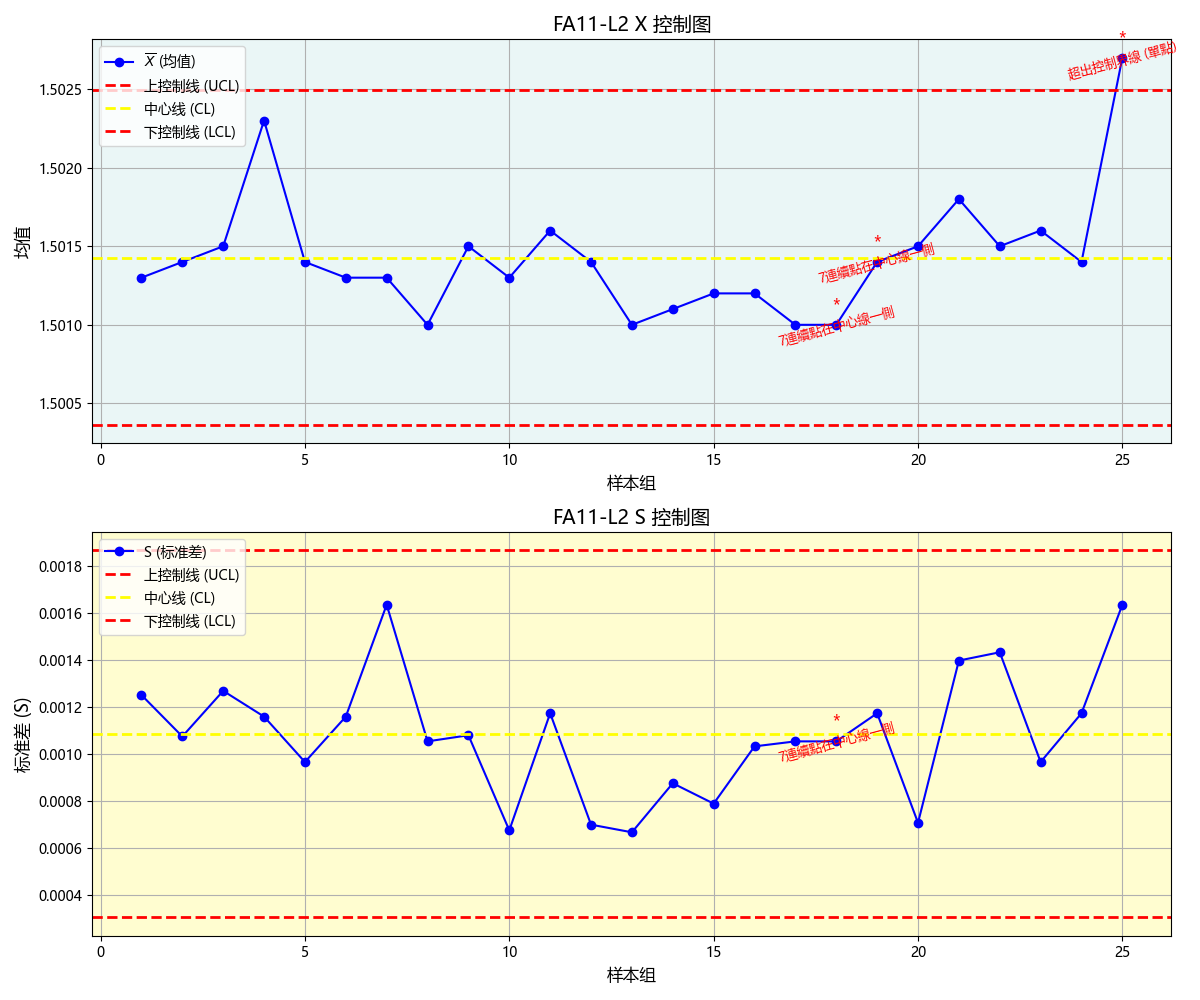 FA11-L2 X 控制图
X̅ (均值)
上控制线 (UCL)
中心线 (CL)
下控制线 (LCL)
*
超出控制界線 (單點)
*
7連續點在中心線一側
*
7連續點在中心線一側
均值
1.5025
1.5020
1.5015
1.5010
1.5005
0 5 10 15 20 25
样本组
FA11-L2 S 控制图
S (标准差)
上控制线 (UCL)
中心线 (CL)
下控制线 (LCL)
*
7連續點在中心線一側
标准差 (S)
0.0018
0.0016
0.0014
0.0012
0.0010
0.0008
0.0006
0.0004
0 5 10 15 20 25
样本组